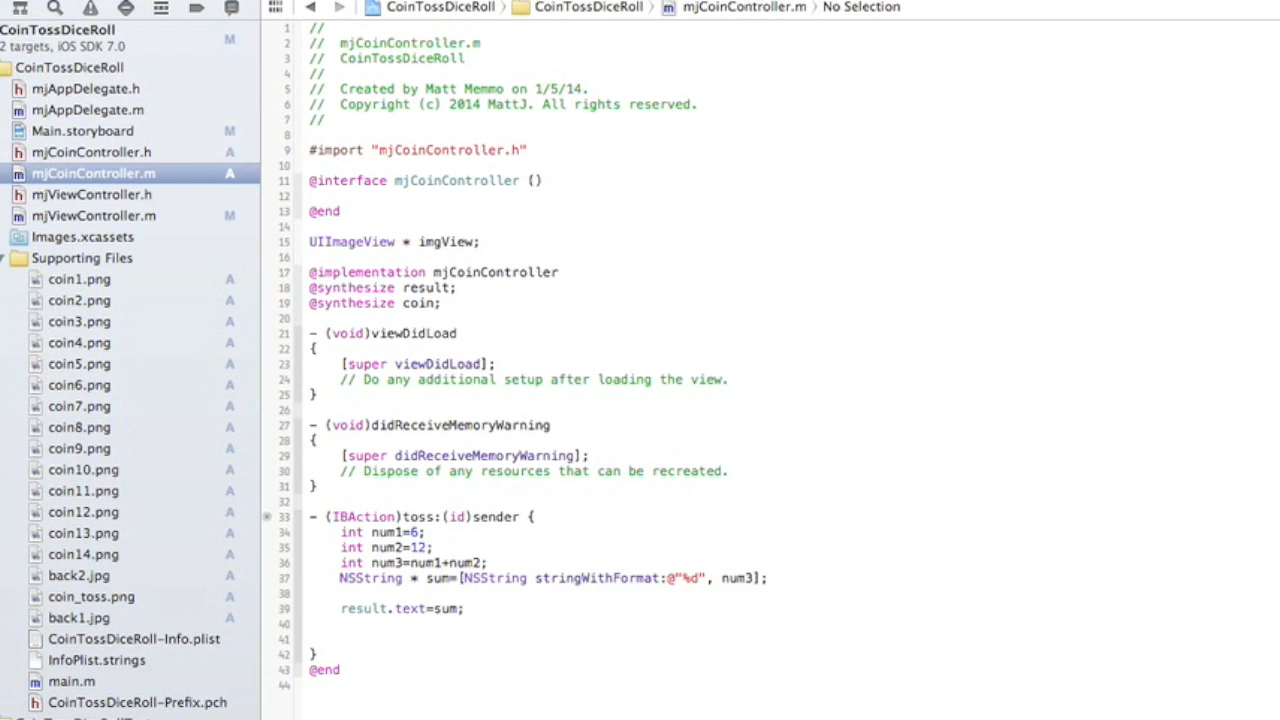 CoinTossDiceRoll
M
2 targets, iOS SDK 7.0
CoinTossDiceRoll
mjAppDelegate.h
mjAppDelegate.m
Main.storyboard M
mjCoinController.h A
mjCoinController.m A
mjViewController.h
mjViewController.m M
Images.xcassets
Supporting Files
coin1.png A
coin2.png A
coin3.png A
coin4.png A
coin5.png A
coin6.png A
coin7.png A
coin8.png A
coin9.png A
coin10.png A
coin11.png A
coin12.png A
coin13.png A
coin14.png A
back2.jpg A
coin_toss.png A
back1.jpg A
CoinTossDiceRoll-Info.plist
InfoPlist.strings
main.m
CoinTossDiceRoll-Prefix.pch
CoinTossDiceRoll CoinTossDiceRoll mjCoinController.m No Selection
1 //
2 // mjCoinController.m
3 // CoinTossDiceRoll
4 //
5 // Created by Matt Memmo on 1/5/14.
6 // Copyright (c) 2014 MattJ. All rights reserved.
7 //
8
9 #import "mjCoinController.h"
10
11 @interface mjCoinController ()
12
13 @end
14
15 UIImageView * imgView;
16
17 @implementation mjCoinController
18 @synthesize result;
19 @synthesize coin;
20
21 - (void)viewDidLoad
22 {
23 [super viewDidLoad];
24 // Do any additional setup after loading the view.
25 }
26
27 - (void)didReceiveMemoryWarning
28 {
29 [super didReceiveMemoryWarning];
30 // Dispose of any resources that can be recreated.
31 }
32
33 - (IBAction)toss:(id)sender {
34 int num1=6;
35 int num2=12;
36 int num3=num1+num2;
37 NSString * sum=[NSString stringWithFormat:@"%d", num3];
38
39 result.text=sum;
40
41
42 }
43 @end
44